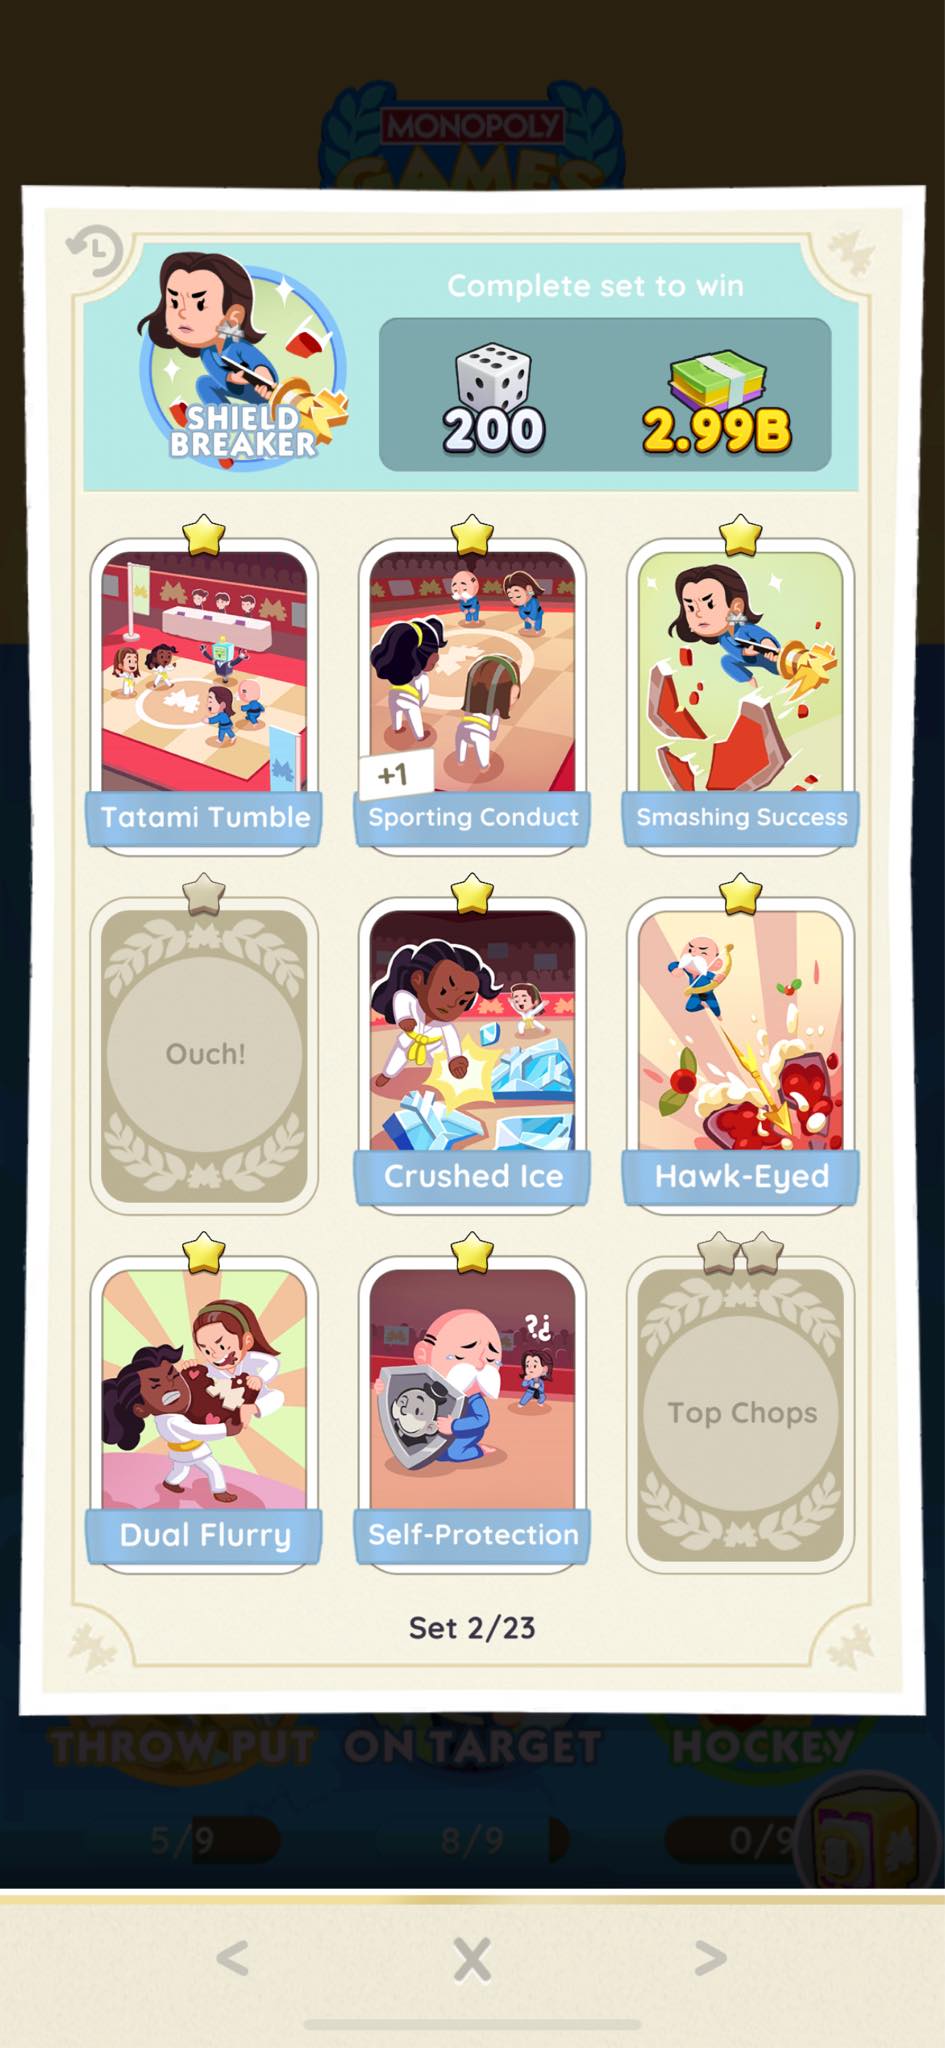 MONOPOLY
GAMES
Complete set to win
SHIELD
BREAKER
200
2.99B
Tatami Tumble
+1
Sporting Conduct
Smashing Success
Ouch!
Crushed Ice
Hawk-Eyed
?¿
Dual Flurry
Self-Protection
Top Chops
Set 2/23
THROW PUT
ON TARGET
HOCKEY
5/9
8/9
0/9
< X >